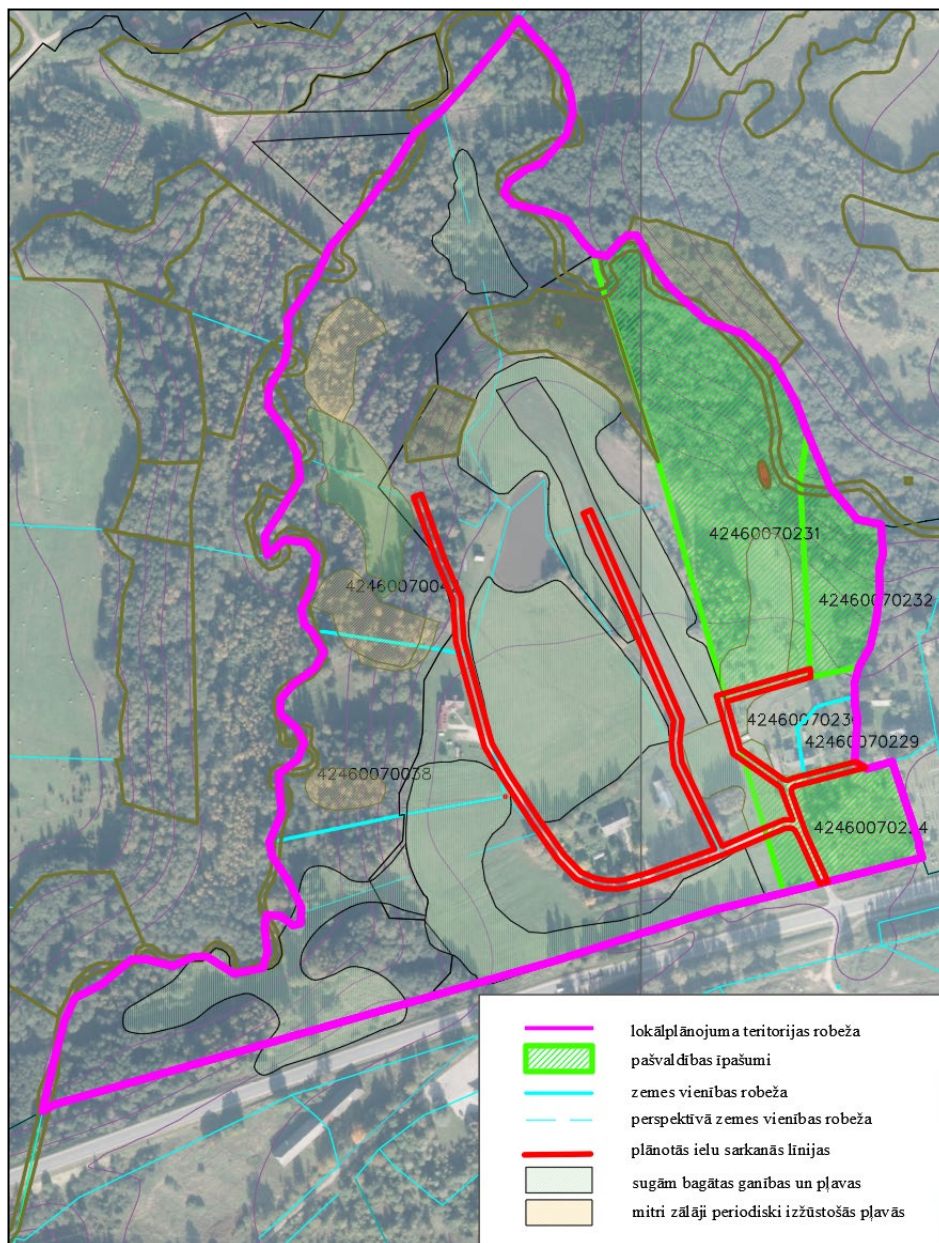 42460070231
42460070232
42460070229
42460070038
lokālplānojuma teritorijas robeža
pašvaldības īpašumi
zemes vienības robeža
perspektīvā zemes vienības robeža
plānotās ielu sarkanās līnijas
sugām bagātas ganības un pļavas
mitri zālāji periodiski izžūstošās pļavās